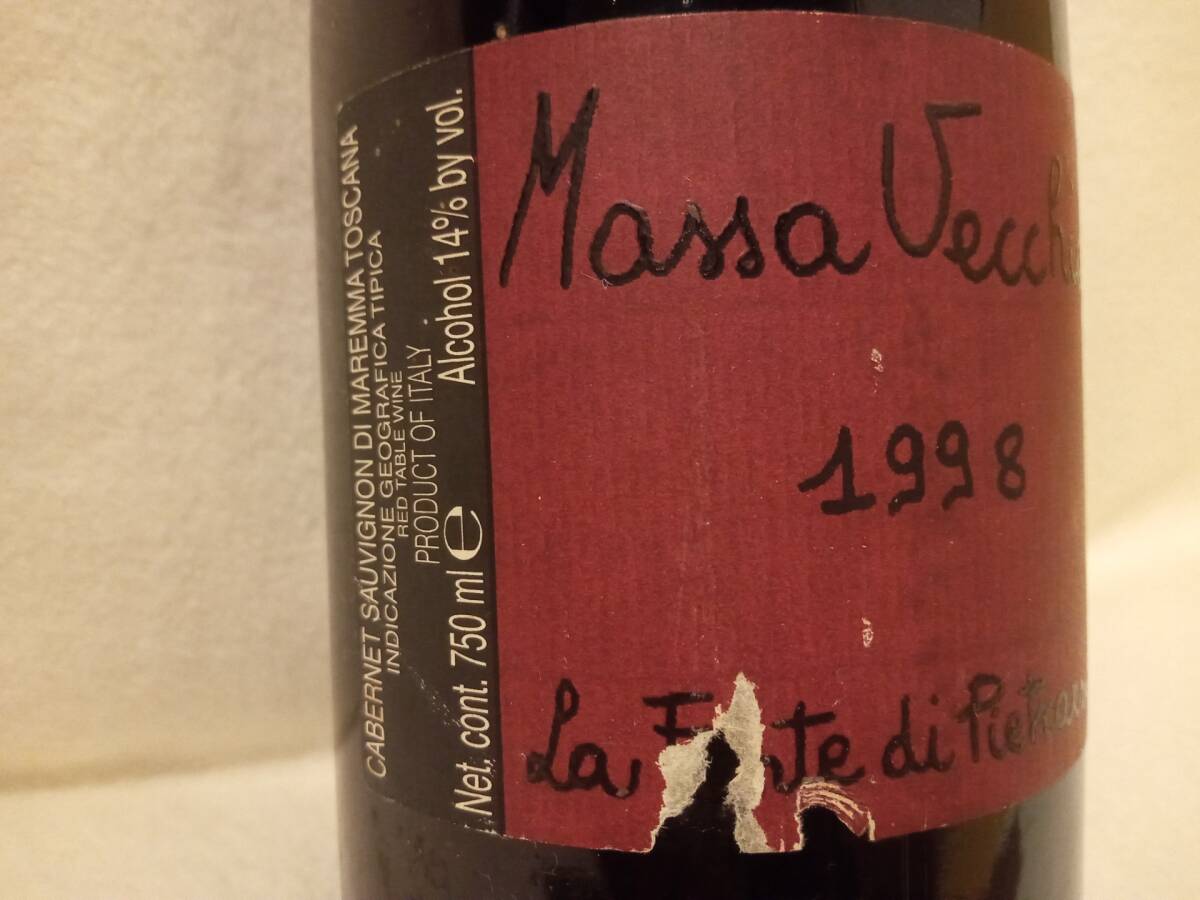 CABERNET SAUVIGNON DI MAREMMA TOSCANA
INDICAZIONE GEOGRAFICA TIPICA
RED TABLE WINE
PRODUCT OF ITALY
Net. cont. 750 ml e Alcohol 14% by vol.
Massa Vecchi
1998
La di